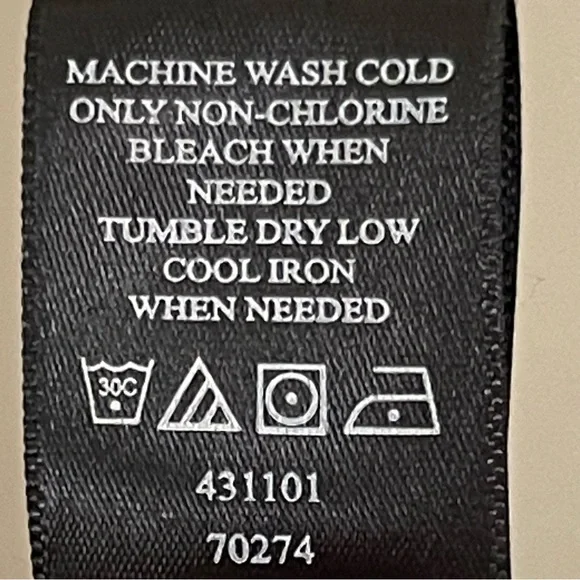 MACHINE WASH COLD
ONLY NON-CHLORINE
BLEACH WHEN
NEEDED
TUMBLE DRY LOW
COOL IRON
WHEN NEEDED
30C
431101
70274